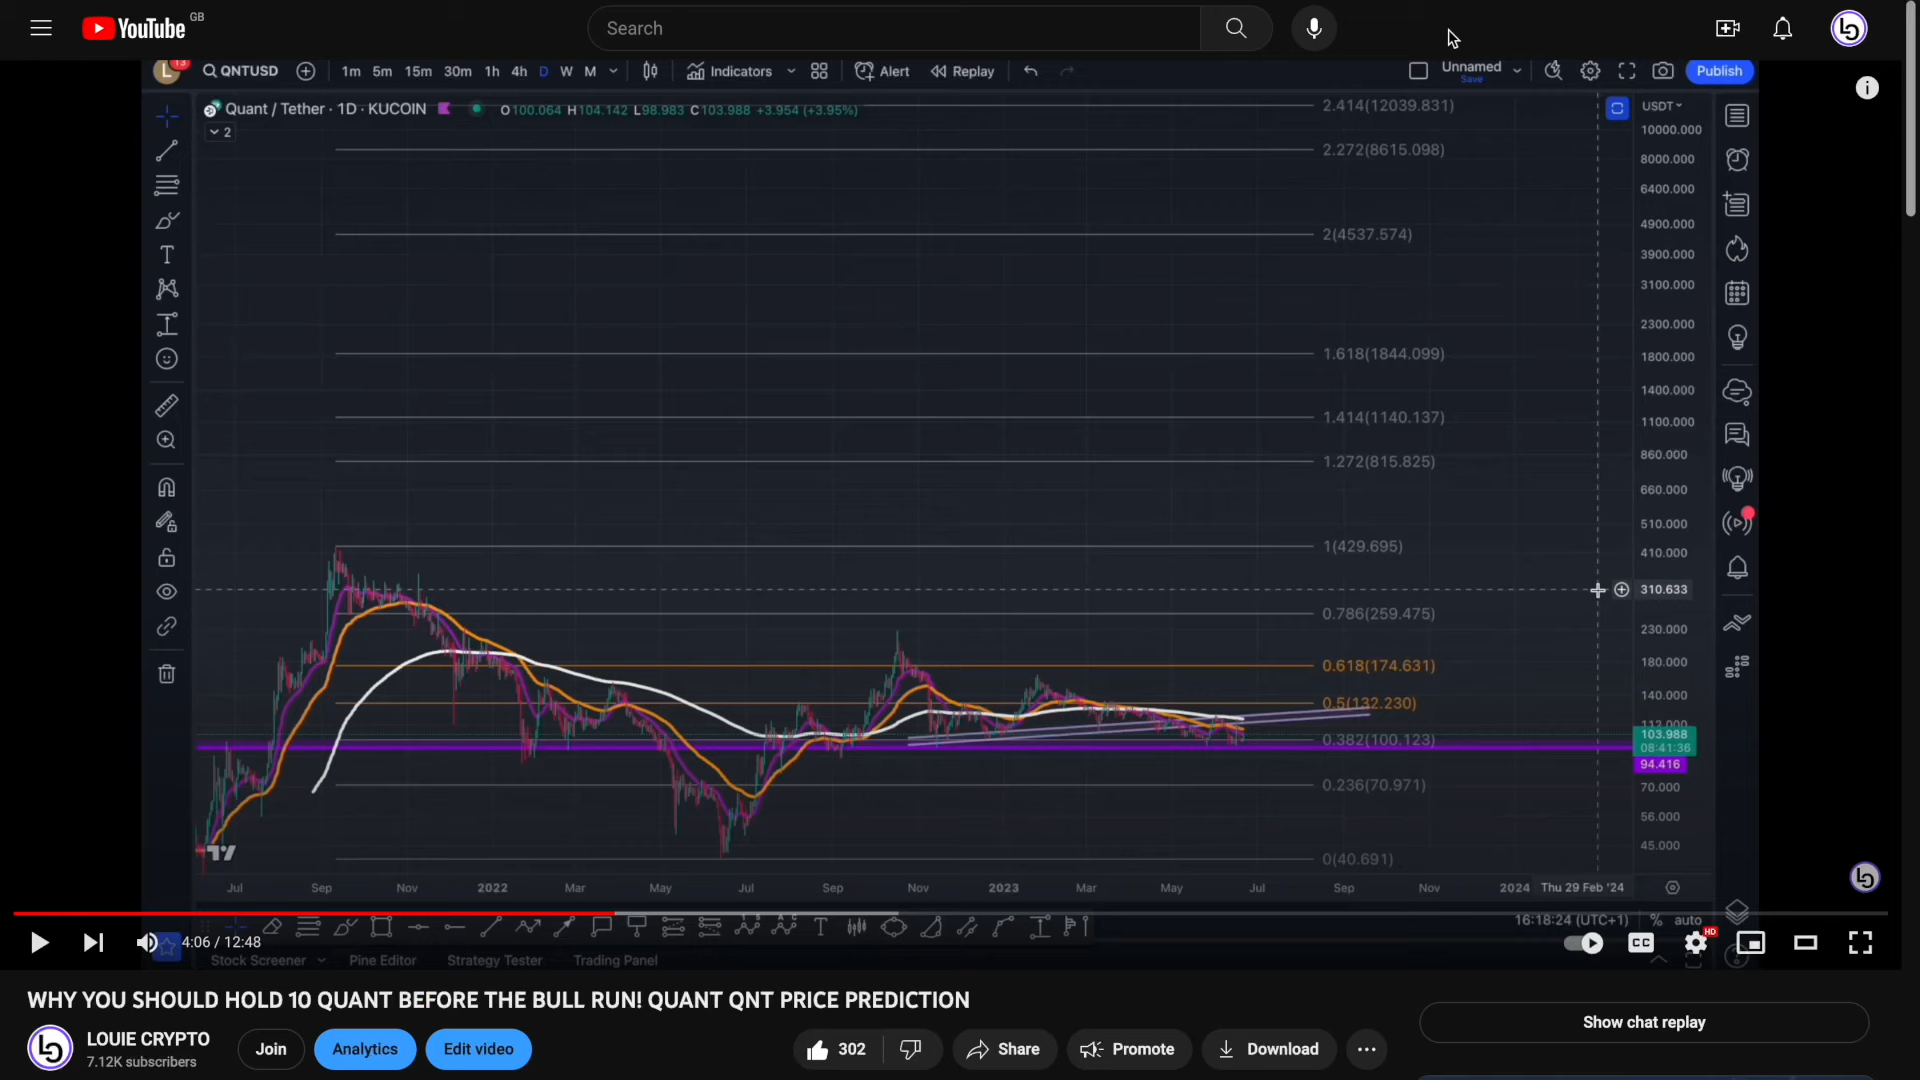 YouTube GB
Search
L 13 QNTUSD 1m 5m 15m 30m 1h 4h D W M Indicators Alert Replay Unnamed Save Publish
Quant / Tether · 1D · KUCOIN O100.064 H104.142 L98.983 C103.988 +3.954 (+3.95%)
2
USDT
2.414(12039.831)
10000.000
2.272(8615.098)
8000.000
6400.000
4900.000
2(4537.574)
3900.000
3100.000
2300.000
1.618(1844.099)
1800.000
1400.000
1.414(1140.137)
1100.000
1.272(815.825)
860.000
660.000
510.000
1(429.695)
410.000
310.633
0.786(259.475)
230.000
0.618(174.631)
180.000
140.000
0.5(132.230)
112.000
0.382(100.123)
103.988
08:41:36
94.416
0.236(70.971)
70.000
56.000
45.000
0(40.691)
Jul Sep Nov 2022 Mar May Jul Sep Nov 2023 Mar May Jul Sep Nov 2024 Thu 29 Feb '24
16:18:24 (UTC+1) % auto
4:06 / 12:48
CC HD
Stock Screener Pine Editor Strategy Tester Trading Panel
WHY YOU SHOULD HOLD 10 QUANT BEFORE THE BULL RUN! QUANT QNT PRICE PREDICTION
Show chat replay
LOUIE CRYPTO
7.12K subscribers
Join Analytics Edit video 302 Share Promote Download